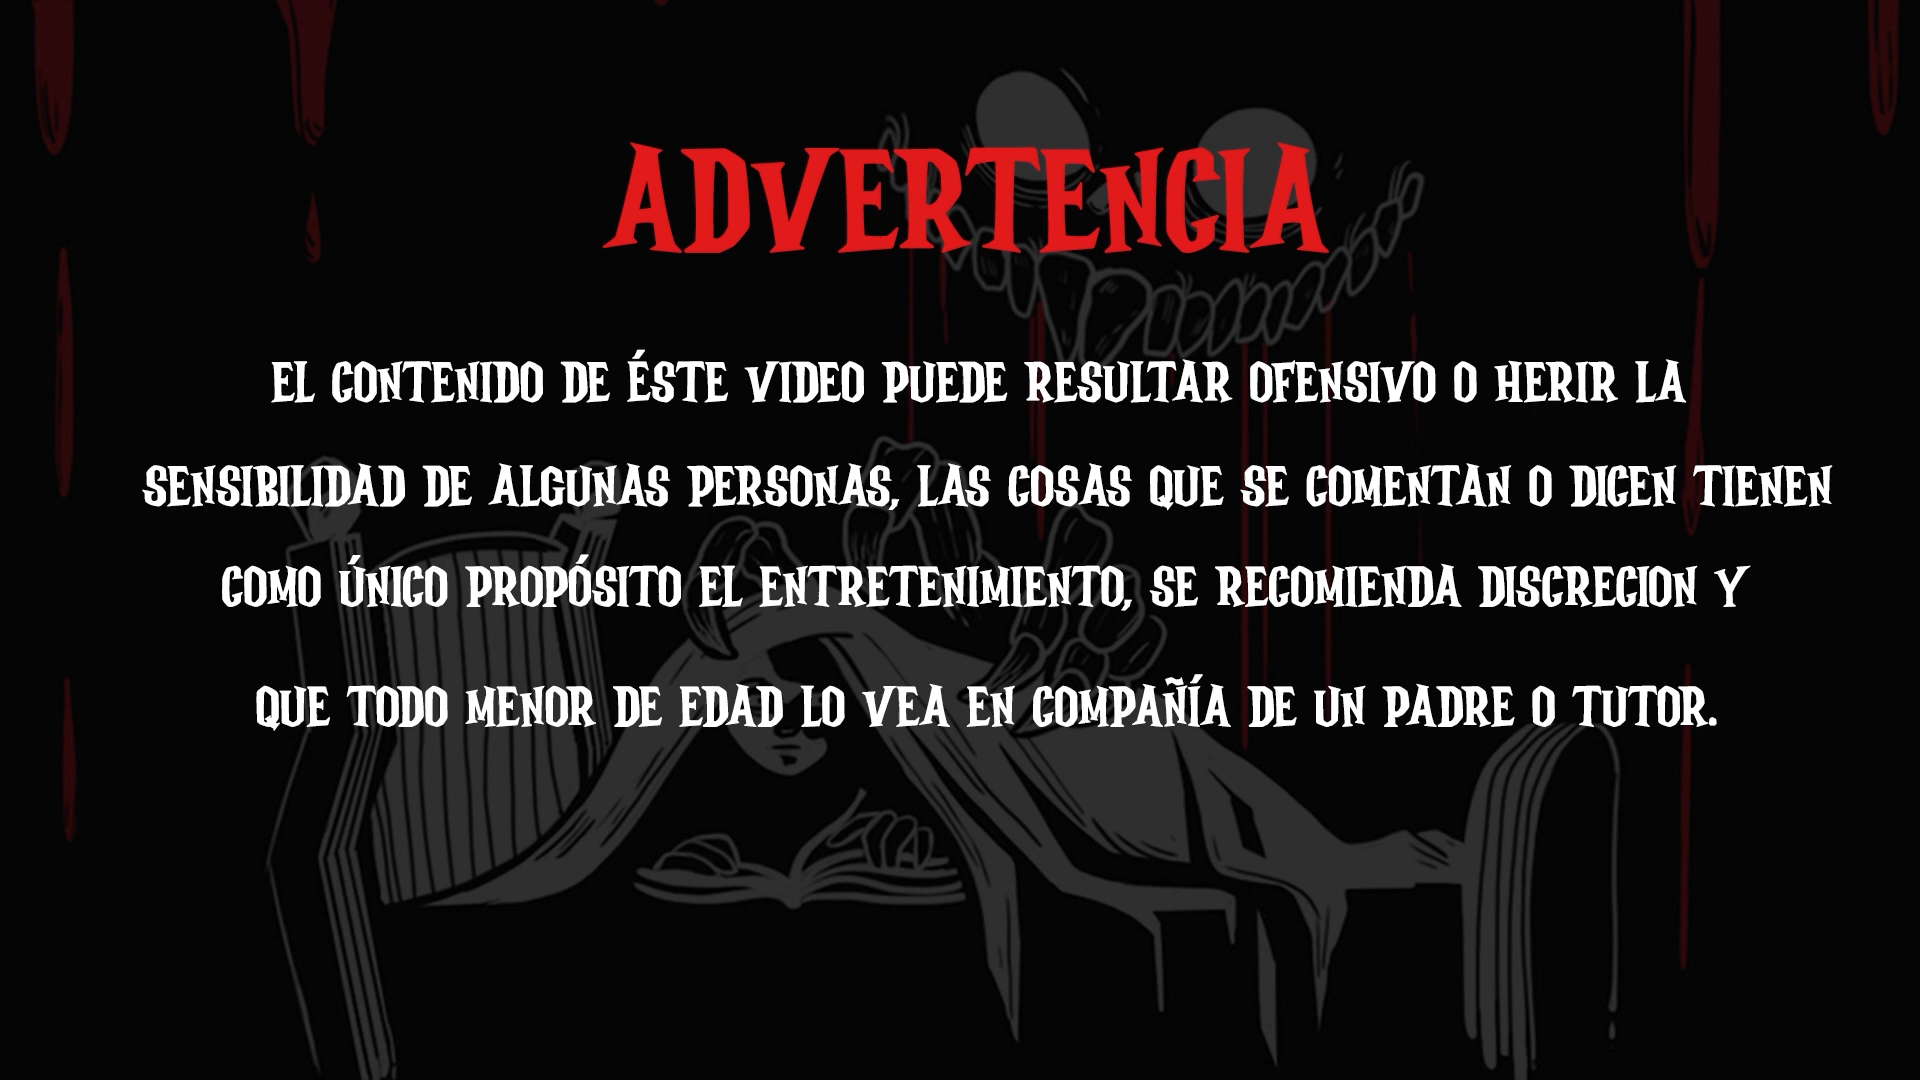 ADVERTENCIA
EL CONTENIDO DE ÉSTE VIDEO PUEDE RESULTAR OFENSIVO O HERIR LA
SENSIBILIDAD DE ALGUNAS PERSONAS, LAS COSAS QUE SE COMENTAN O DICEN TIENEN
COMO ÚNICO PROPÓSITO EL ENTRETENIMIENTO, SE RECOMIENDA DISCRECION Y
QUE TODO MENOR DE EDAD LO VEA EN COMPAÑÍA DE UN PADRE O TUTOR.